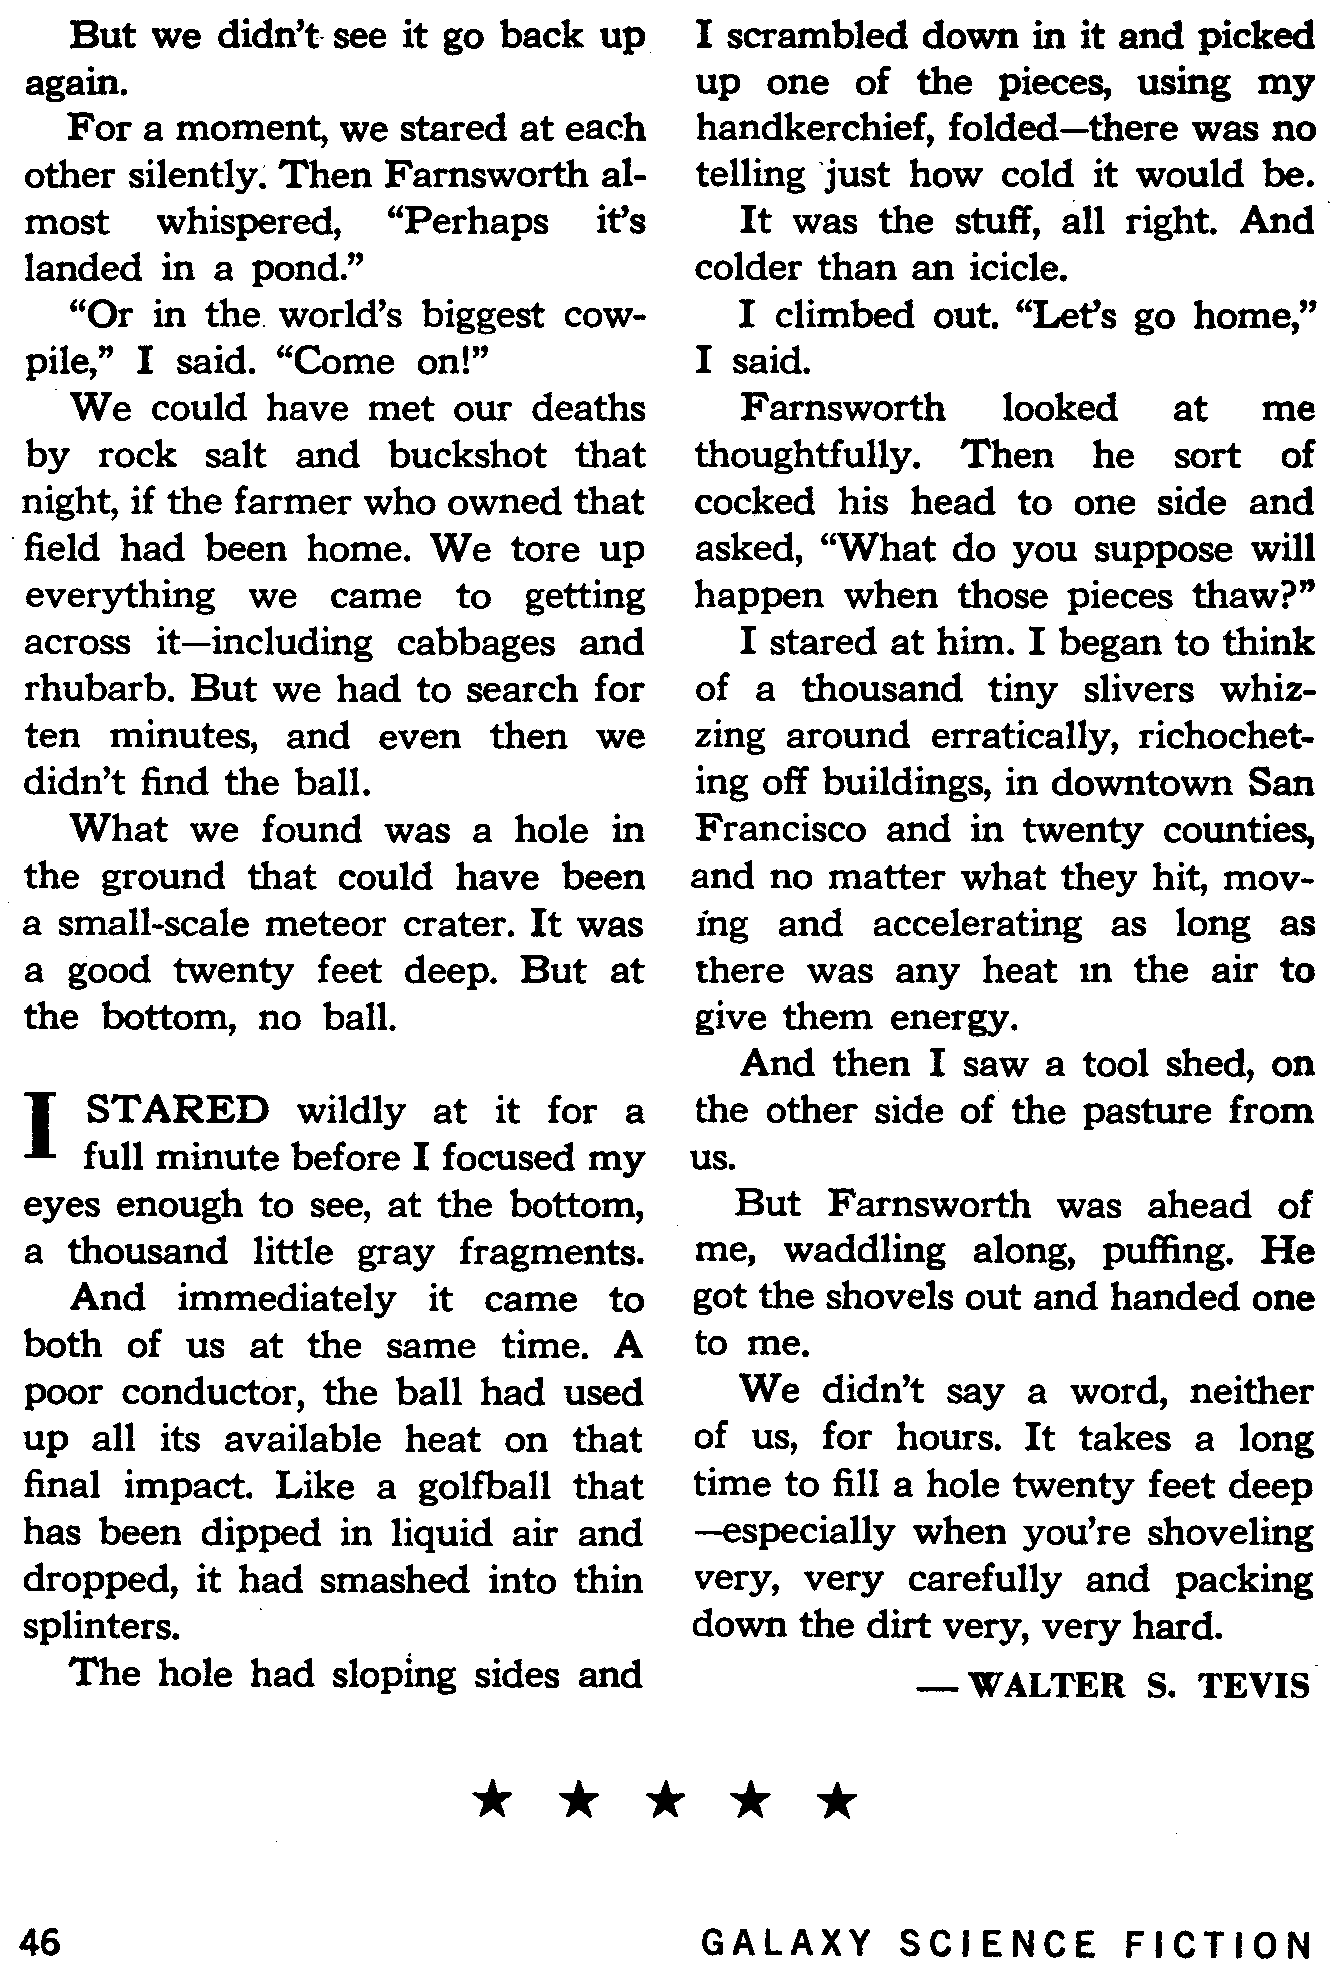 But we didn't see it go back up
again.
For a moment, we stared at each
other silently. Then Farnsworth al-
most whispered, “Perhaps it's
landed in a pond.”
“Or in the world's biggest cow-
pile,” I said. “Come on!”
We could have met our deaths
by rock salt and buckshot that
night, if the farmer who owned that
field had been home. We tore up
everything we came to getting
across it—including cabbages and
rhubarb. But we had to search for
ten minutes, and even then we
didn't find the ball.
What we found was a hole in
the ground that could have been
a small-scale meteor crater. It was
a good twenty feet deep. But at
the bottom, no ball.
I STARED wildly at it for a
full minute before I focused my
eyes enough to see, at the bottom,
a thousand little gray fragments.
And immediately it came to
both of us at the same time. A
poor conductor, the ball had used
up all its available heat on that
final impact. Like a golfball that
has been dipped in liquid air and
dropped, it had smashed into thin
splinters.
The hole had sloping sides and
I scrambled down in it and picked
up one of the pieces, using my
handkerchief, folded—there was no
telling just how cold it would be.
It was the stuff, all right. And
colder than an icicle.
I climbed out. “Let's go home,”
I said.
Farnsworth looked at me
thoughtfully. Then he sort of
cocked his head to one side and
asked, “What do you suppose will
happen when those pieces thaw?”
I stared at him. I began to think
of a thousand tiny slivers whiz-
zing around erratically, richochet-
ing off buildings, in downtown San
Francisco and in twenty counties,
and no matter what they hit, mov-
ing and accelerating as long as
there was any heat in the air to
give them energy.
And then I saw a tool shed, on
the other side of the pasture from
us.
But Farnsworth was ahead of
me, waddling along, puffing. He
got the shovels out and handed one
to me.
We didn't say a word, neither
of us, for hours. It takes a long
time to fill a hole twenty feet deep
—especially when you're shoveling
very, very carefully and packing
down the dirt very, very hard.
— WALTER S. TEVIS
★ ★ ★ ★ ★
46 GALAXY SCIENCE FICTION